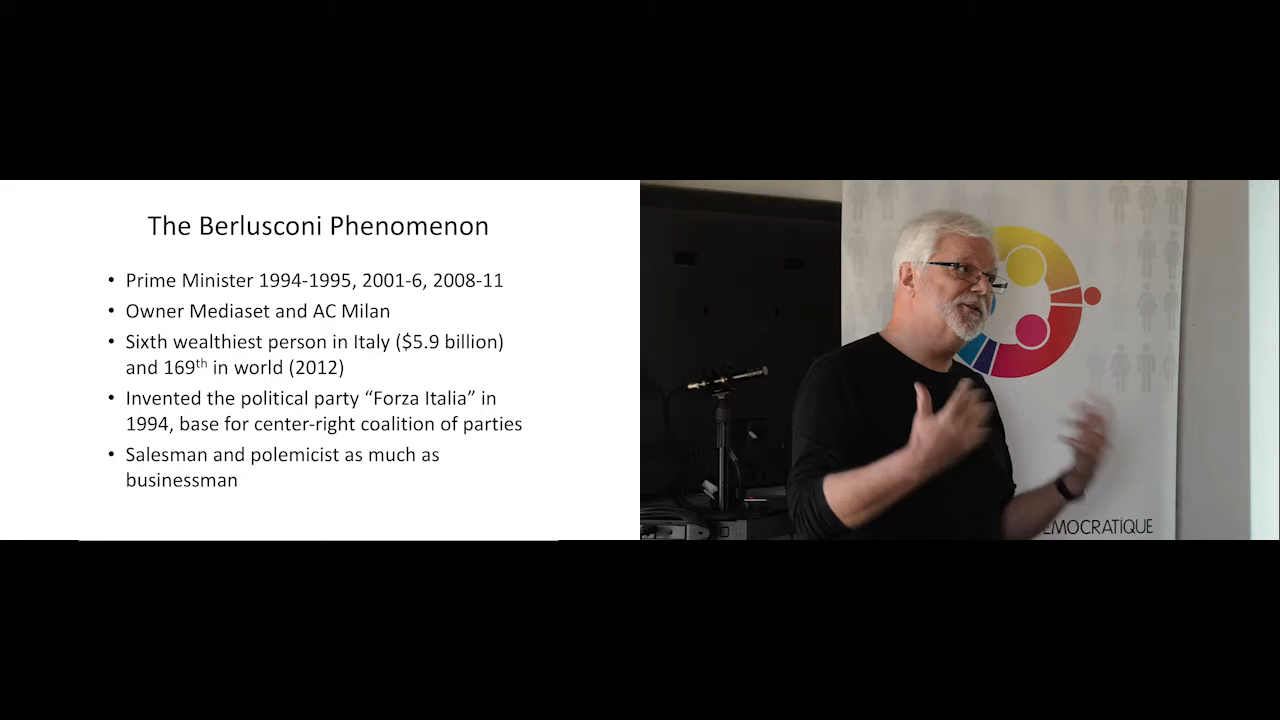 The Berlusconi Phenomenon
• Prime Minister 1994-1995, 2001-6, 2008-11
• Owner Mediaset and AC Milan
• Sixth wealthiest person in Italy ($5.9 billion)
and 169th in world (2012)
• Invented the political party “Forza Italia” in
1994, base for center-right coalition of parties
• Salesman and polemicist as much as
businessman
EMOCRATIQUE